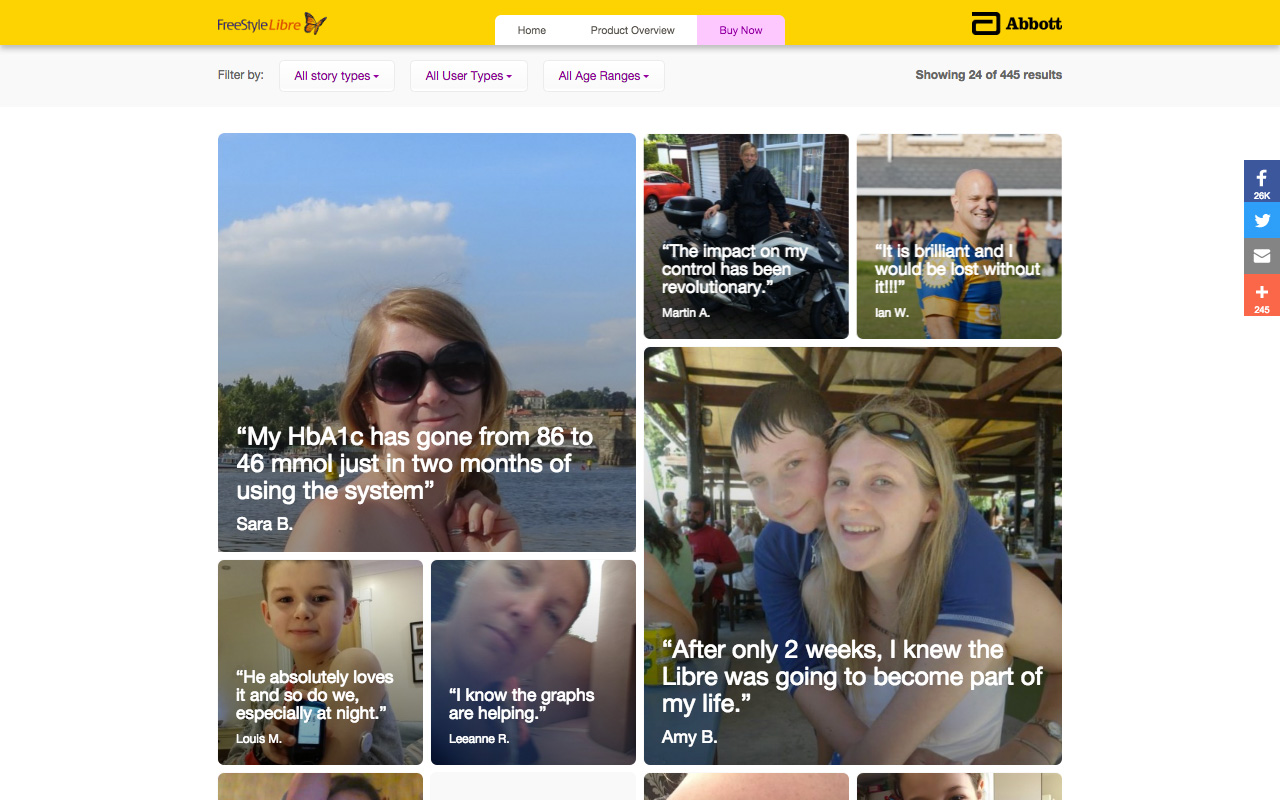 FreeStyle Libre
Home
Product Overview
Buy Now
Abbott
Filter by:
All story types
All User Types
All Age Ranges
Showing 24 of 445 results
26K
245
“My HbA1c has gone from 86 to
46 mmol just in two months of
using the system”
Sara B.
“The impact on my
control has been
revolutionary.”
Martin A.
“It is brilliant and I
would be lost without
it!!!”
Ian W.
“After only 2 weeks, I knew the
Libre was going to become part of
my life.”
Amy B.
“He absolutely loves
it and so do we,
especially at night.”
Louis M.
“I know the graphs
are helping.”
Leeanne R.